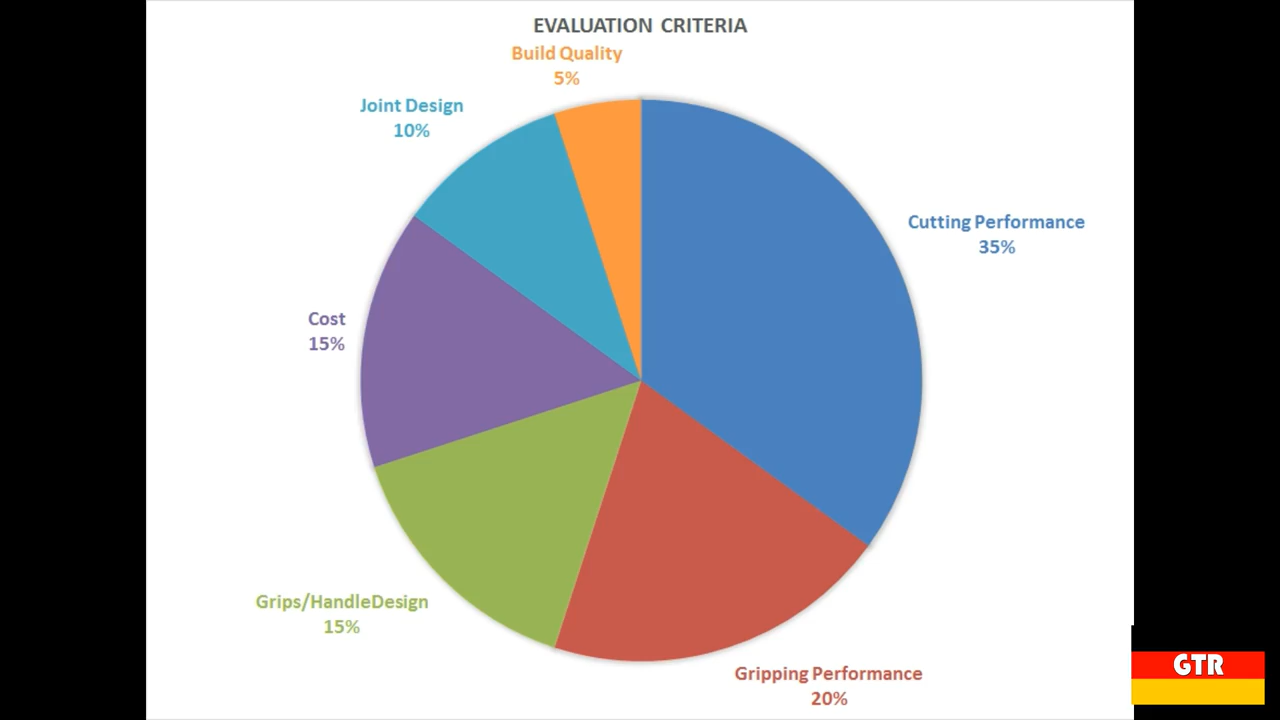 EVALUATION CRITERIA
Build Quality
5%
Joint Design
10%
Cutting Performance
35%
Cost
15%
Grips/HandleDesign
15%
Gripping Performance
20%
GTR